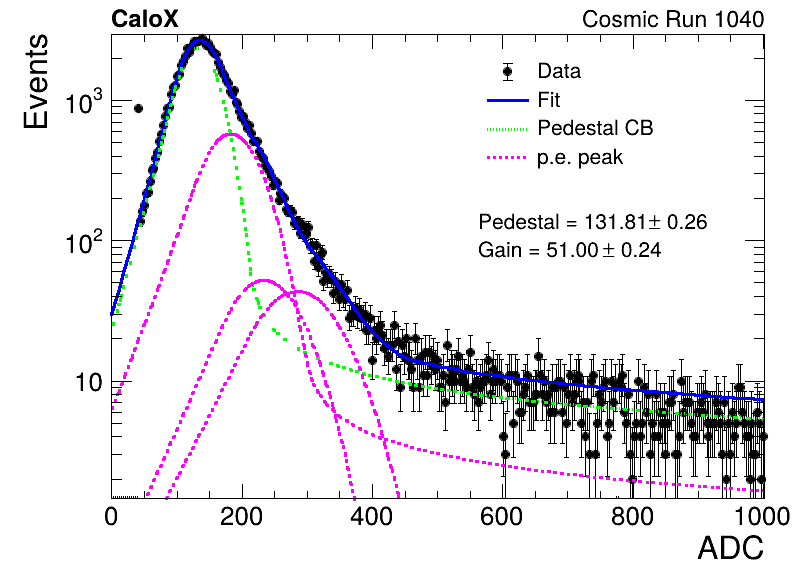 CaloX Cosmic Run 1040
Events
10³
10²
10
Data
Fit
Pedestal CB
p.e. peak
Pedestal = 131.81± 0.26
Gain = 51.00 ± 0.24
0 200 400 600 800 1000
ADC